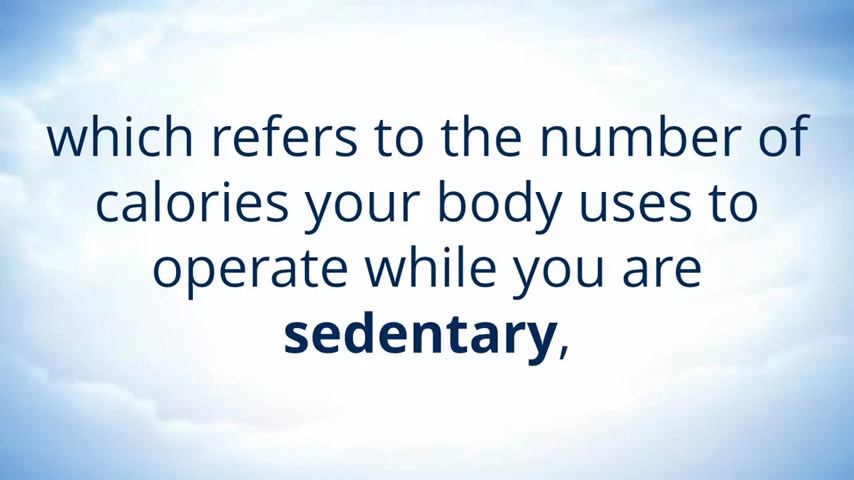 which refers to the number of
calories your body uses to
operate while you are
sedentary,